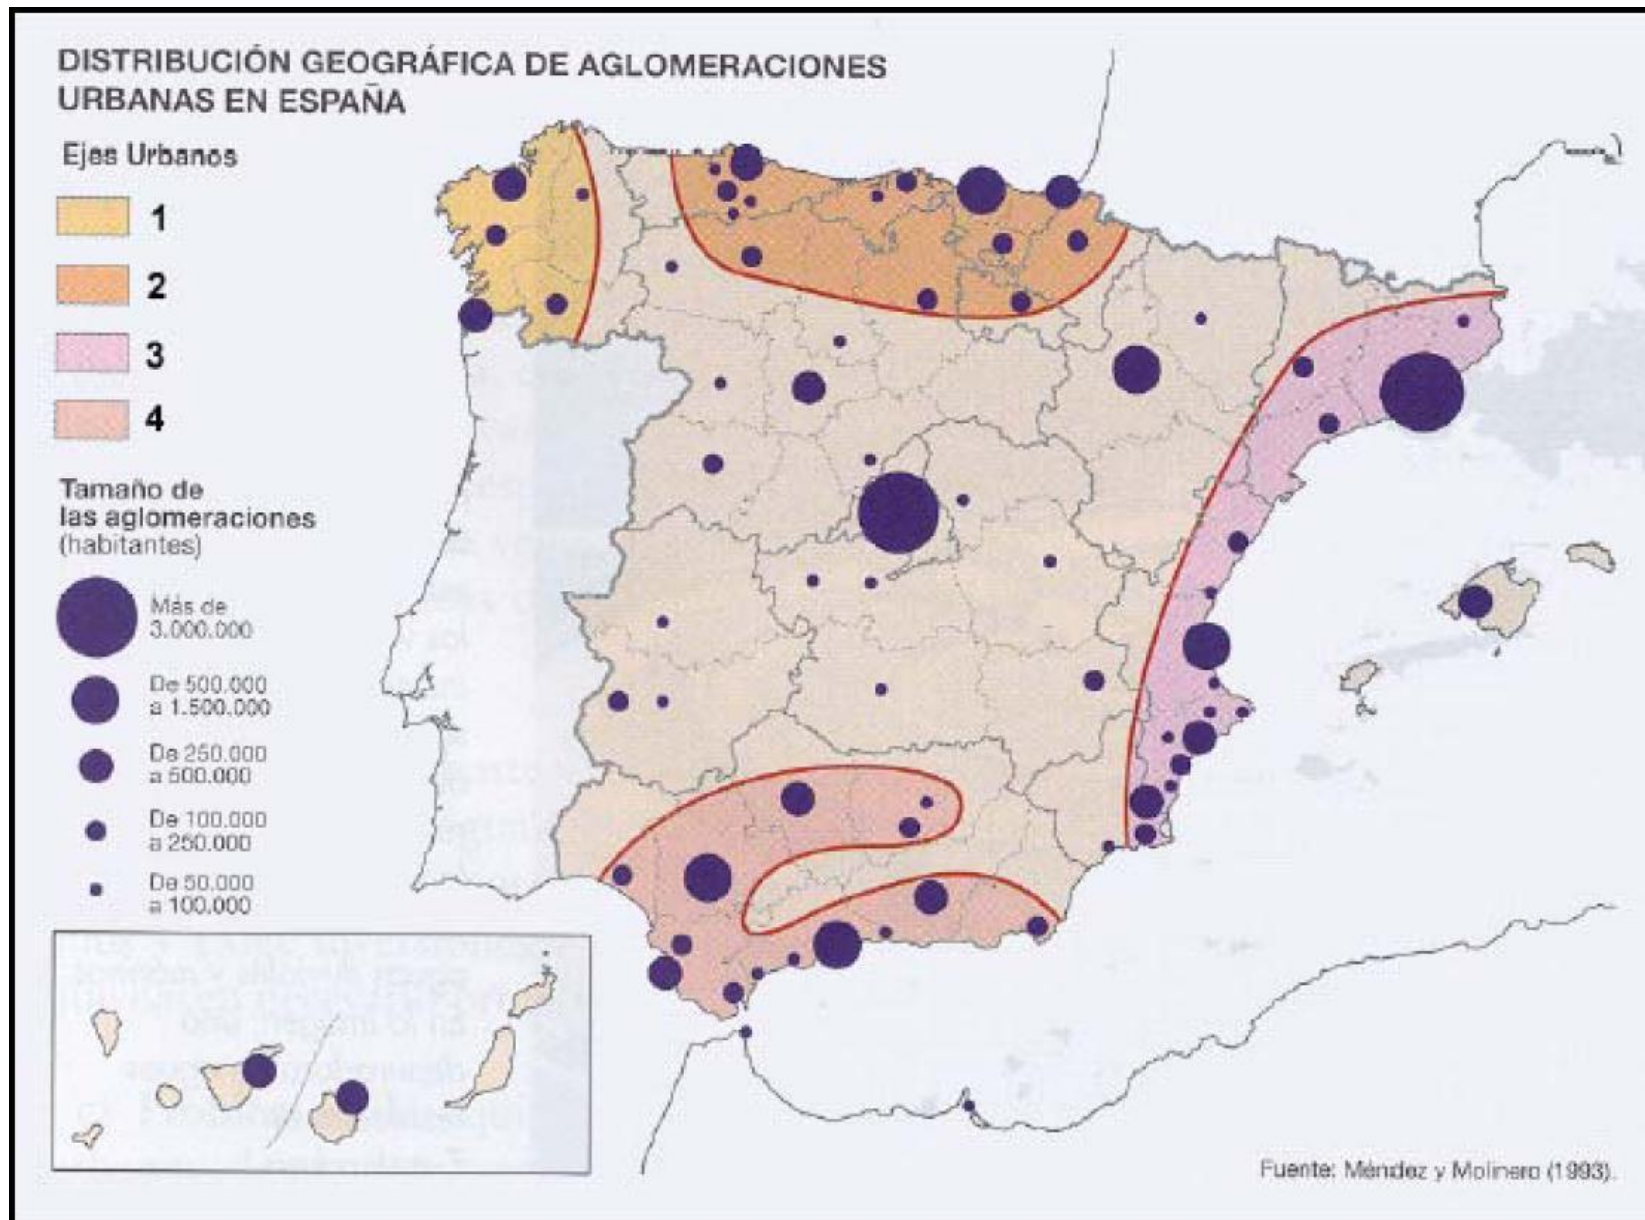 DISTRIBUCIÓN GEOGRÁFICA DE AGLOMERACIONES
URBANAS EN ESPAÑA
Ejes Urbanos
1
2
3
4
Tamaño de
las aglomeraciones
(habitantes)
Más de
3.000.000
De 500.000
a 1.500.000
De 250.000
a 500.000
De 100.000
a 250.000
De 50.000
a 100.000
Fuente: Méndez y Molinero (1993).